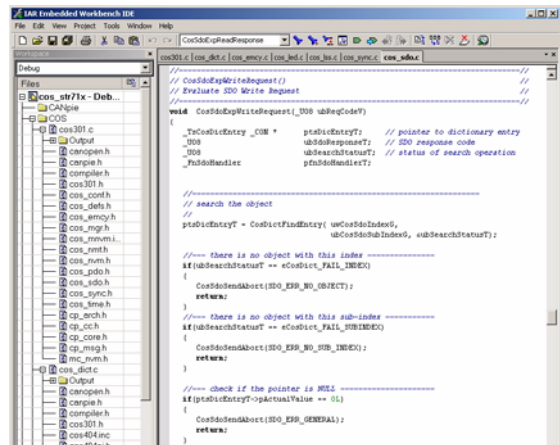 IAR Embedded Workbench IDE
File Edit View Project Tools Window Help
CosSdoExpReadResponse
Workspace
Debug
Files
cos_str71x - Deb...
CANpie
COS
cos301.c
Output
canopen.h
canpie.h
compiler.h
cos301.h
cos_conf.h
cos_defs.h
cos_emcy.h
cos_mgr.h
cos_mnvm.i...
cos_nmt.h
cos_nvm.h
cos_pdo.h
cos_sdo.h
cos_sync.h
cos_time.h
cp_arch.h
cp_cc.h
cp_core.h
cp_msg.h
mc_nvm.h
cos_dict.c
Output
canopen.h
canpie.h
compiler.h
cos301.h
cos404.inc
cos301.c cos_dict.c cos_emcy.c cos_led.c cos_lss.c cos_sync.c cos_sdo.c
//----------------------------------------------------------------------------//
// CosSdoExpWriteRequest() //
// Evaluate SDO Write Request //
//----------------------------------------------------------------------------//
void CosSdoExpWriteRequest(_U08 ubReqCodeV)
{
_TsCosDictEntry _CON * ptsDicEntryT; // pointer to dictionary entry
_U08 ubSdoResponseT; // SDO response code
_U08 ubSearchStatusT; // status of search operation
_FnSdoHandler pfnSdoHandlerT;
//----------------------------------------------------------------
// search the object
//
ptsDicEntryT = CosDictFindEntry( uwCosSdoIndexG,
ubCosSdoSubIndexG, &ubSearchStatusT);
//--- there is no object with this index ---------------
if(ubSearchStatusT == eCosDict_FAIL_INDEX)
{
CosSdoSendAbort(SDO_ERR_NO_OBJECT);
return;
}
//--- there is no object with this sub-index -----------
if(ubSearchStatusT == eCosDict_FAIL_SUBINDEX)
{
CosSdoSendAbort(SDO_ERR_NO_SUB_INDEX);
return;
}
//--- check if the pointer is NULL ---------------------
if(ptsDicEntryT->pActualValue == 0L)
{
CosSdoSendAbort(SDO_ERR_GENERAL);
return;
}